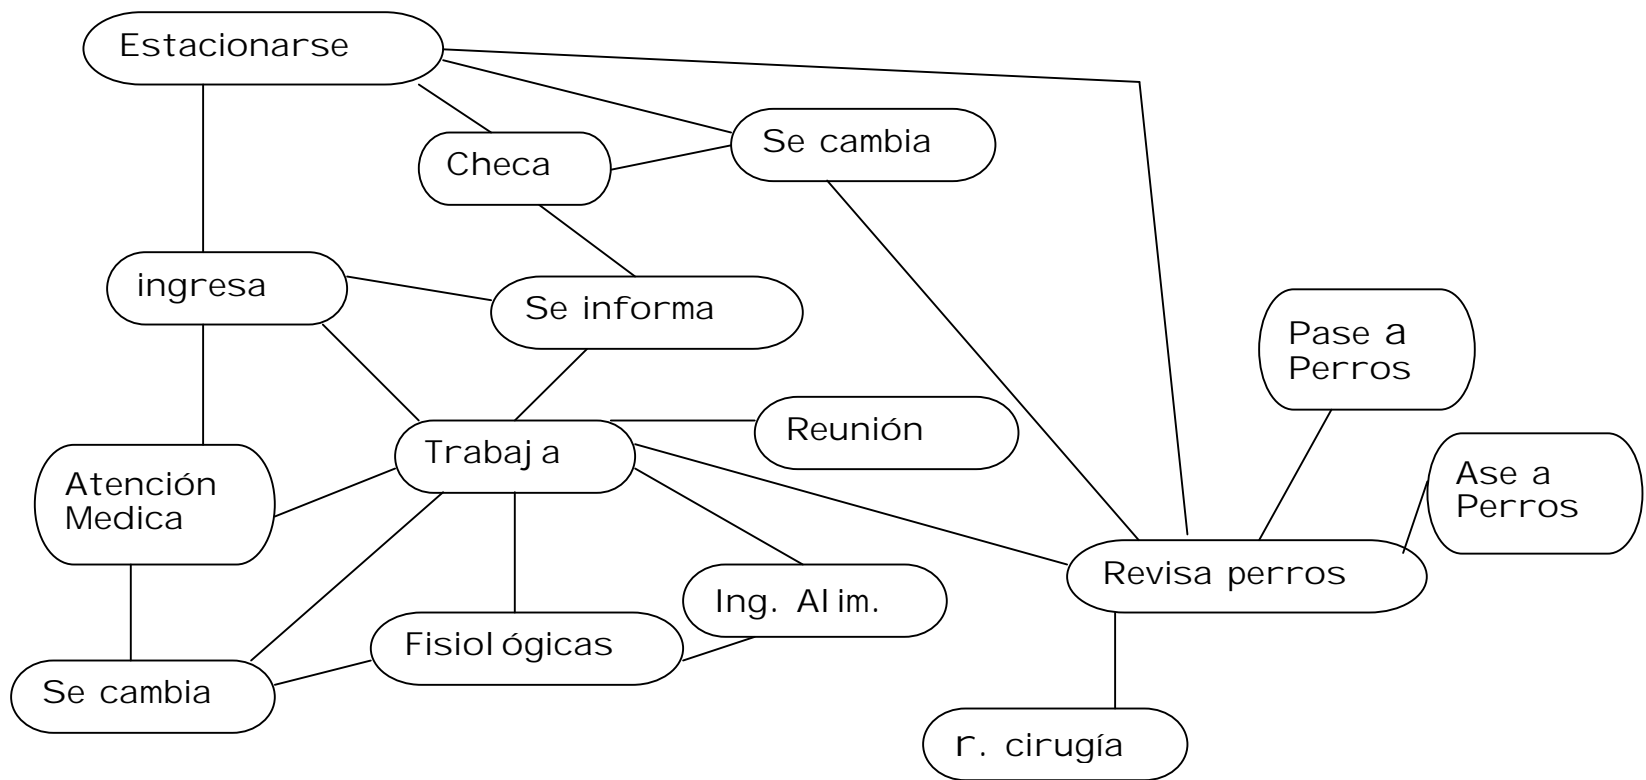 Estacionarse
Se cambia
Checa
ingresa
Se informa
Pase a
Perros
Reunión
Trabaja
Atención
Medica
Ase a
Perros
Revisa perros
Ing. Alim.
Fisiológicas
Se cambia
r. cirugía